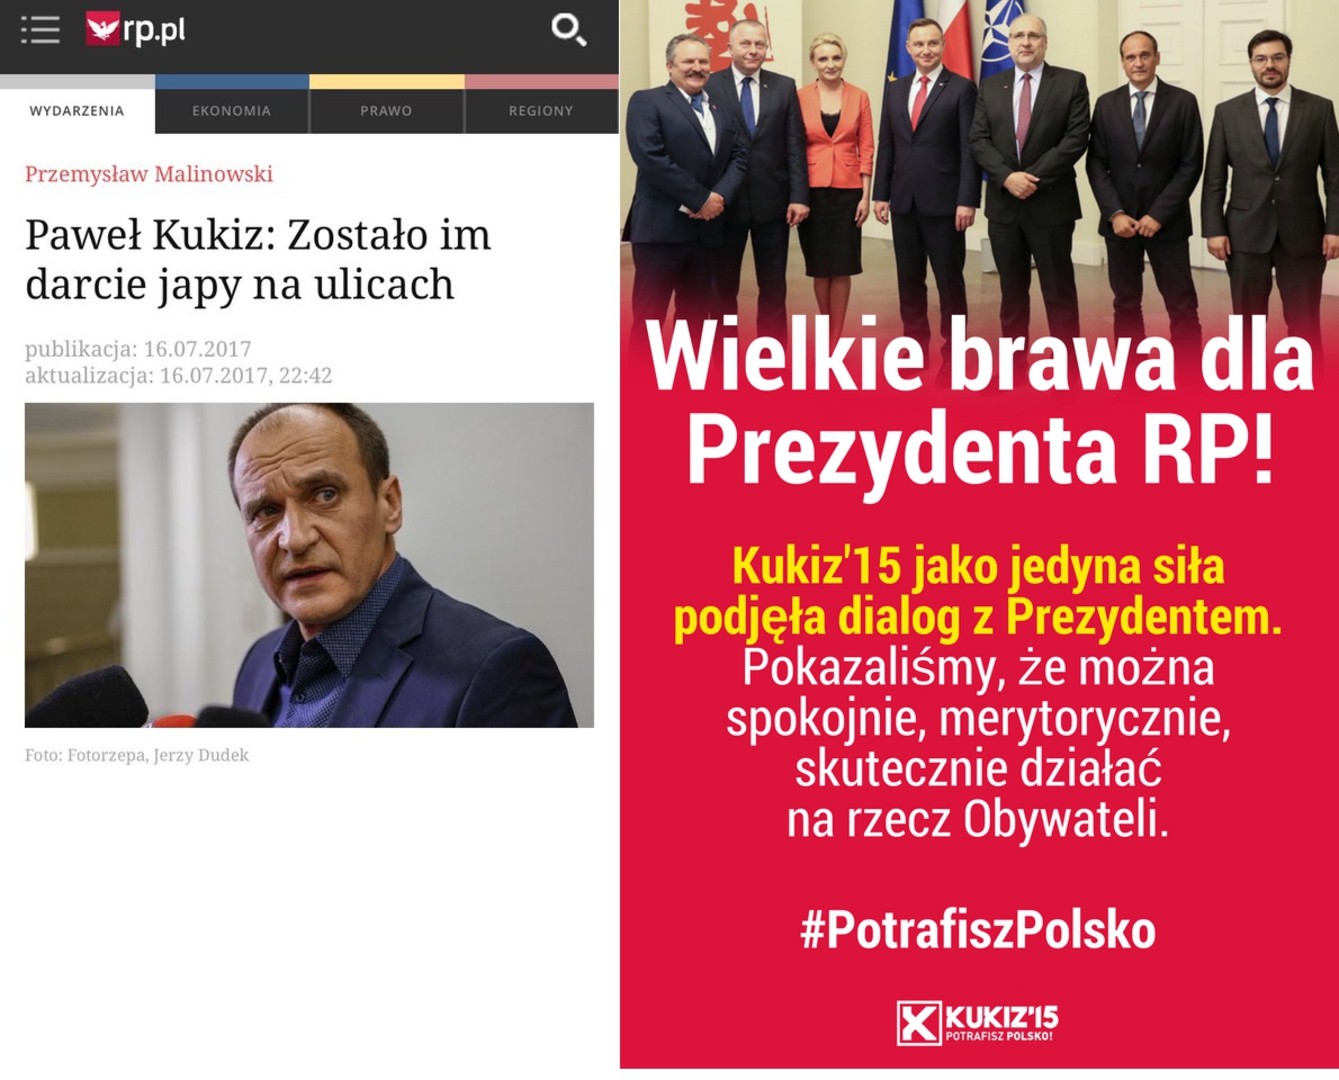 rp.pl
WYDARZENIA
EKONOMIA
PRAWO
REGIONY
Przemysław Malinowski
Paweł Kukiz: Zostało im
darcie japy na ulicach
publikacja: 16.07.2017
aktualizacja: 16.07.2017, 22:42
Foto: Fotorzepa, Jerzy Dudek
Wielkie brawa dla
Prezydenta RP!
Kukiz'15 jako jedyna siła
podjęła dialog z Prezydentem.
Pokazaliśmy, że można
spokojnie, merytorycznie,
skutecznie działać
na rzecz Obywateli.
#PotrafiszPolsko
KUKIZ'15
POTRAFISZ POLSKO!